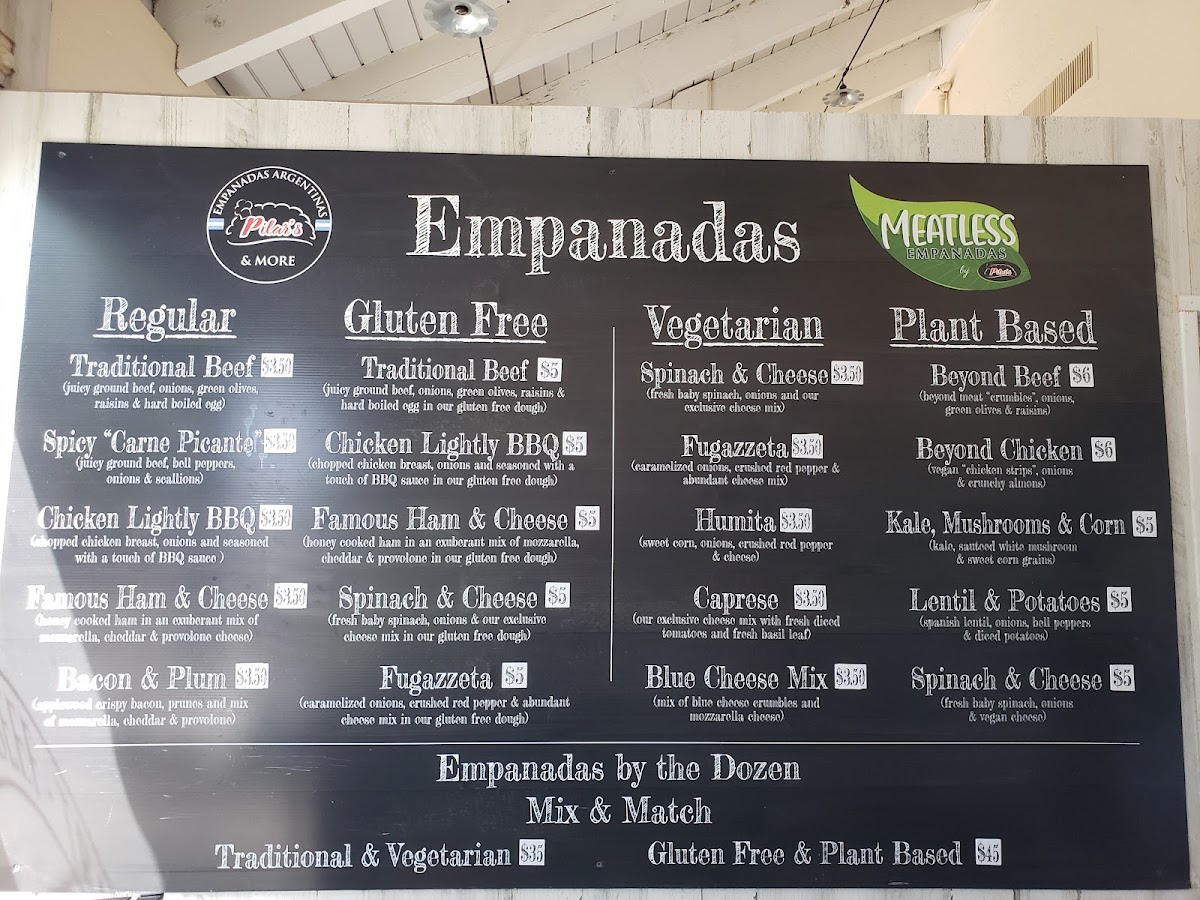 EMPANADAS ARGENTINAS
Pilar's
& MORE
Empanadas
MEATLESS
EMPANADAS
by Pilar's
Regular
Traditional Beef $3.50
(juicy ground beef, onions, green olives,
raisins & hard boiled egg)
Spicy "Carne Picante" $3.50
(juicy ground beef, bell peppers,
onions & scallions)
Chicken Lightly BBQ $3.50
(chopped chicken breast, onions and seasoned
with a touch of BBQ sauce )
Famous Ham & Cheese $3.50
(honey cooked ham in an exuberant mix of
mozzarella, cheddar & provolone cheese)
Bacon & Plum $3.50
(applewood crispy bacon, prunes and mix
of mozzarella, cheddar & provolone)
Gluten Free
Traditional Beef $5
(juicy ground beef, onions, green olives, raisins &
hard boiled egg in our gluten free dough)
Chicken Lightly BBQ $5
(chopped chicken breast, onions and seasoned with a
touch of BBQ sauce in our gluten free dough)
Famous Ham & Cheese $5
(honey cooked ham in an exuberant mix of mozzarella,
cheddar & provolone in our gluten free dough)
Spinach & Cheese $5
(fresh baby spinach, onions & our exclusive
cheese mix in our gluten free dough)
Fugazzeta $5
(caramelized onions, crushed red pepper & abundant
cheese mix in our gluten free dough)
Vegetarian
Spinach & Cheese $3.50
(fresh baby spinach, onions and our
exclusive cheese mix)
Fugazzeta $3.50
(caramelized onions, crushed red pepper &
abundant cheese mix)
Humita $3.50
(sweet corn, onions, crushed red pepper
& cheese)
Caprese $3.50
(our exclusive cheese mix with fresh diced
tomatoes and fresh basil leaf)
Blue Cheese Mix $3.50
(mix of blue cheese crumbles and
mozzarella cheese)
Plant Based
Beyond Beef $6
(beyond meat "crumbles", onions,
green olives & raisins)
Beyond Chicken $6
(vegan "chicken strips", onions
& crunchy almons)
Kale, Mushrooms & Corn $5
(kale, sauteed white mushroom
& sweet corn grains)
Lentil & Potatoes $5
(spanish lentil, onions, bell peppers
& diced potatoes)
Spinach & Cheese $5
(fresh baby spinach, onions
& vegan cheese)
Empanadas by the Dozen
Mix & Match
Traditional & Vegetarian $35
Gluten Free & Plant Based $45